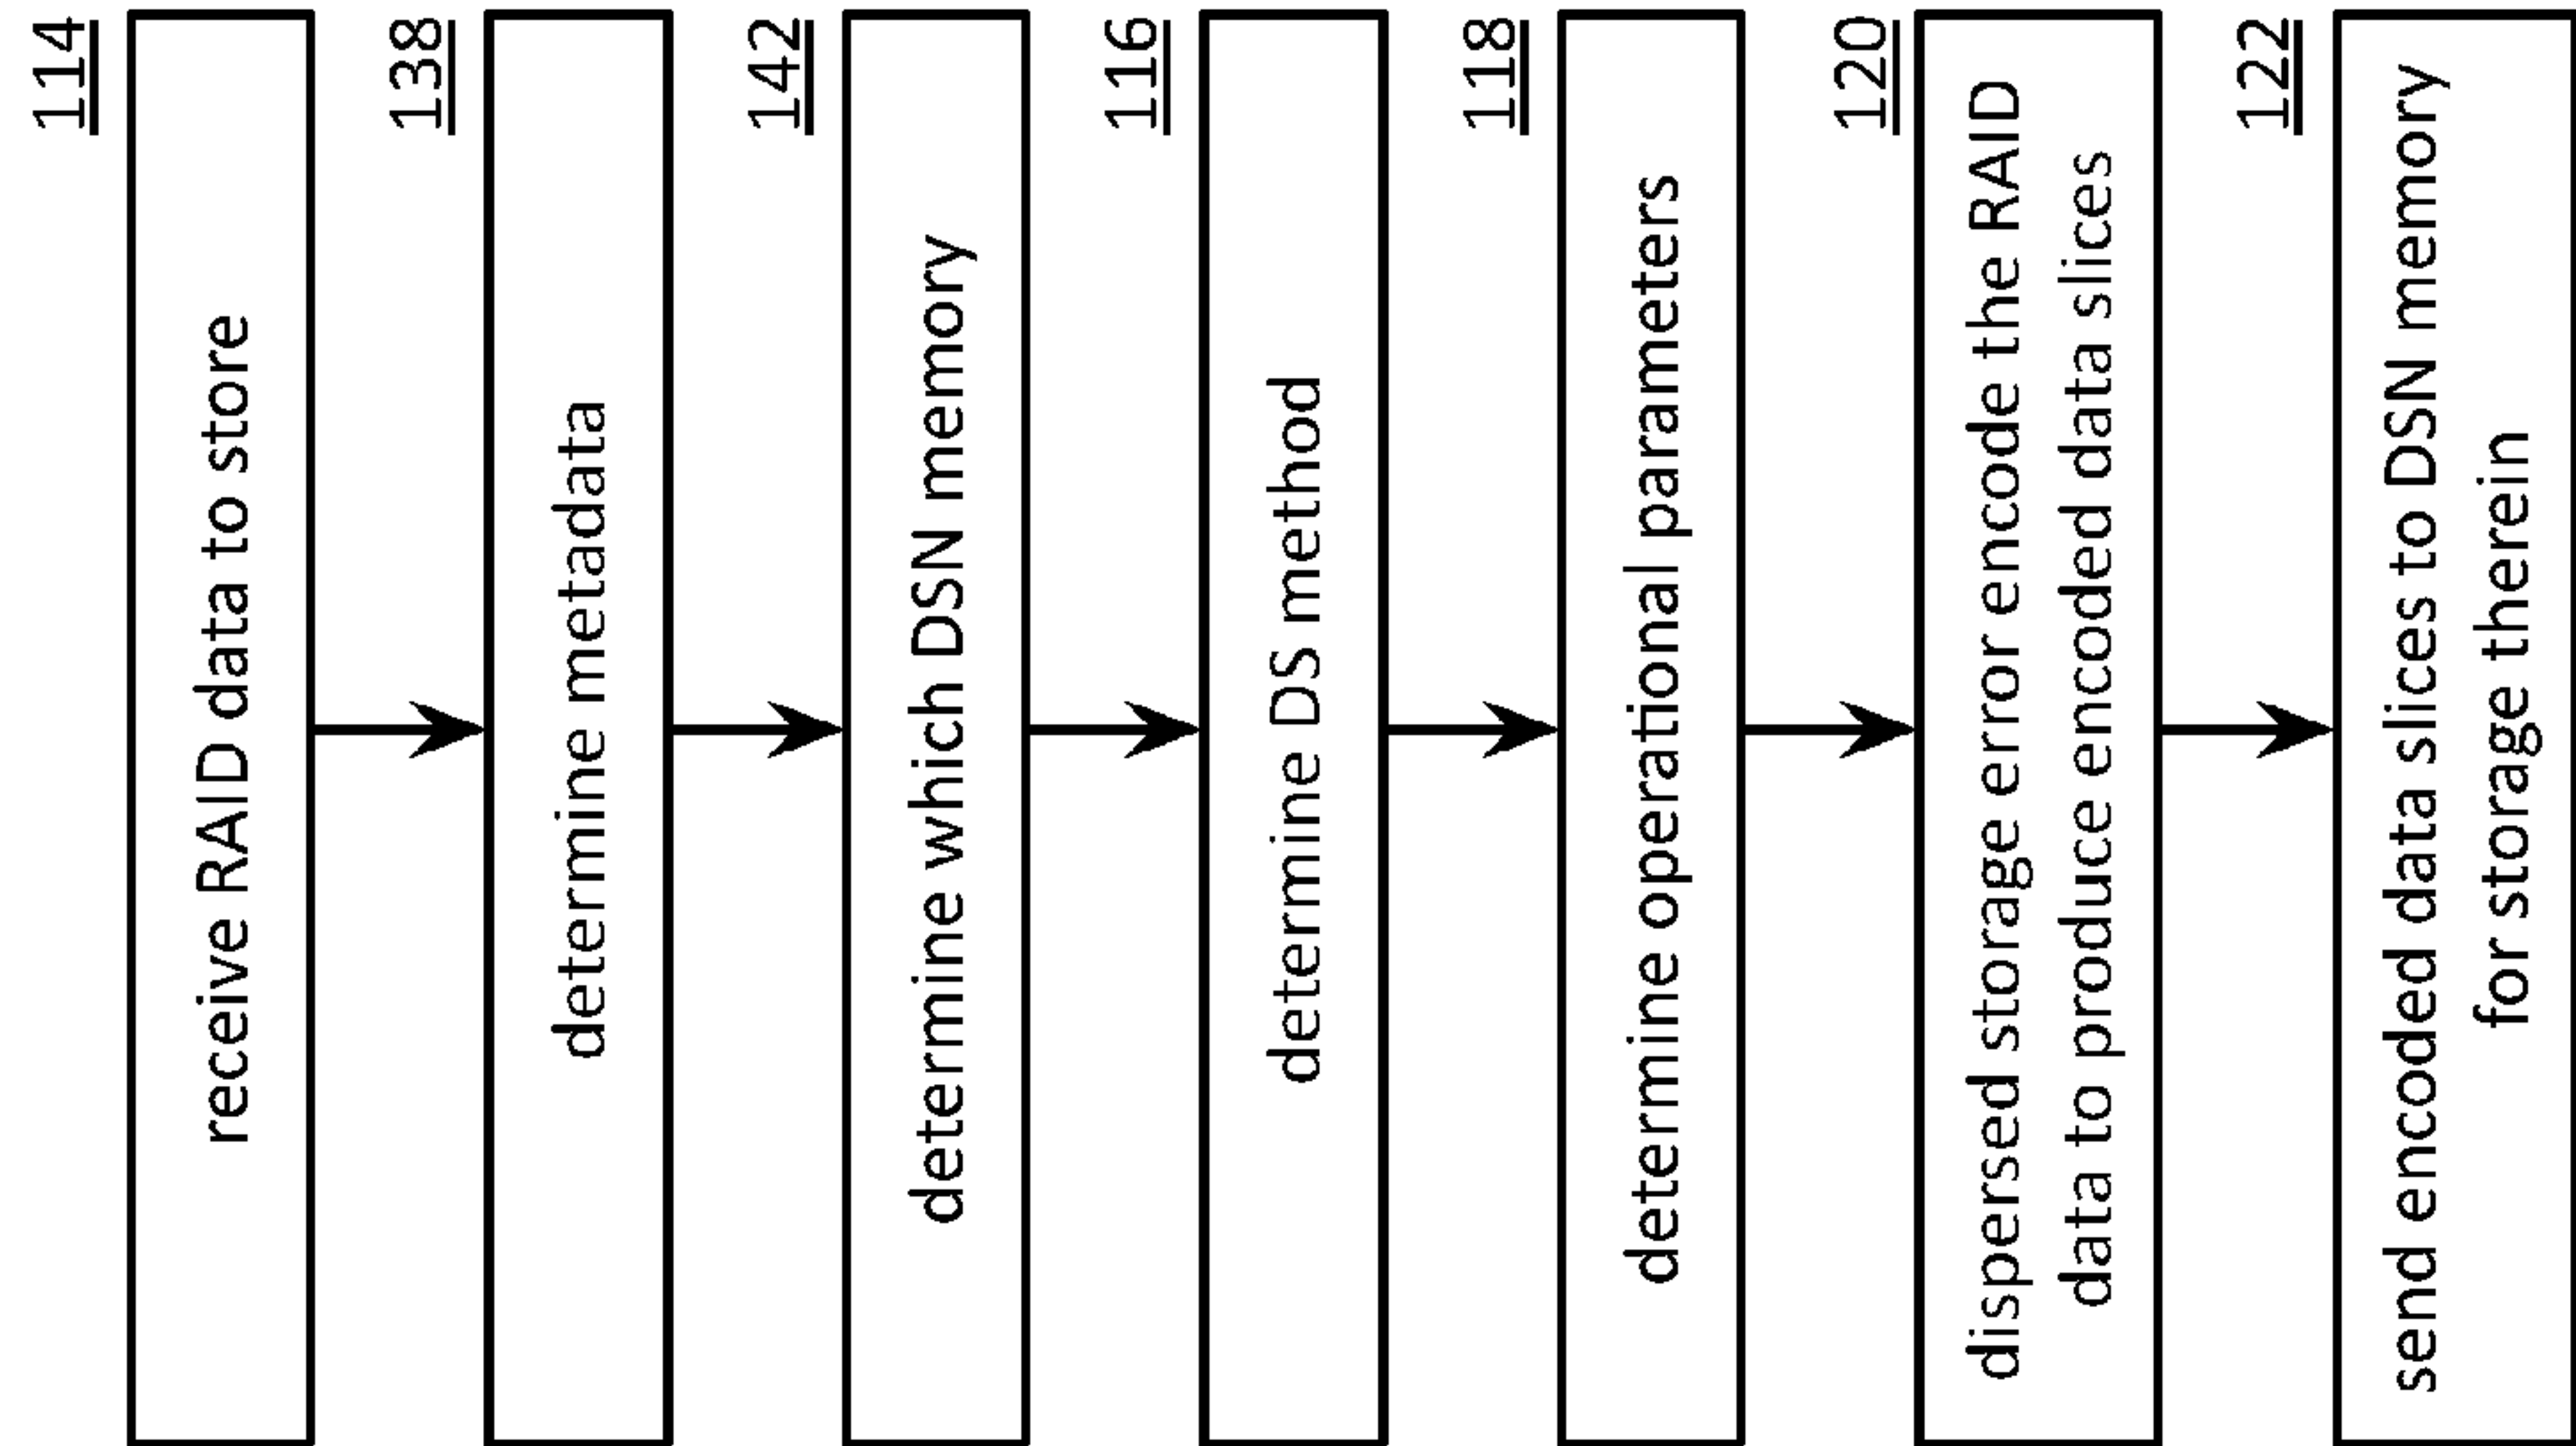 114
receive RAID data to store
138
determine metadata
142
determine which DSN memory
116
determine DS method
118
determine operational parameters
120
dispersed storage error encode the RAID
data to produce encoded data slices
122
send encoded data slices to DSN memory
for storage therein